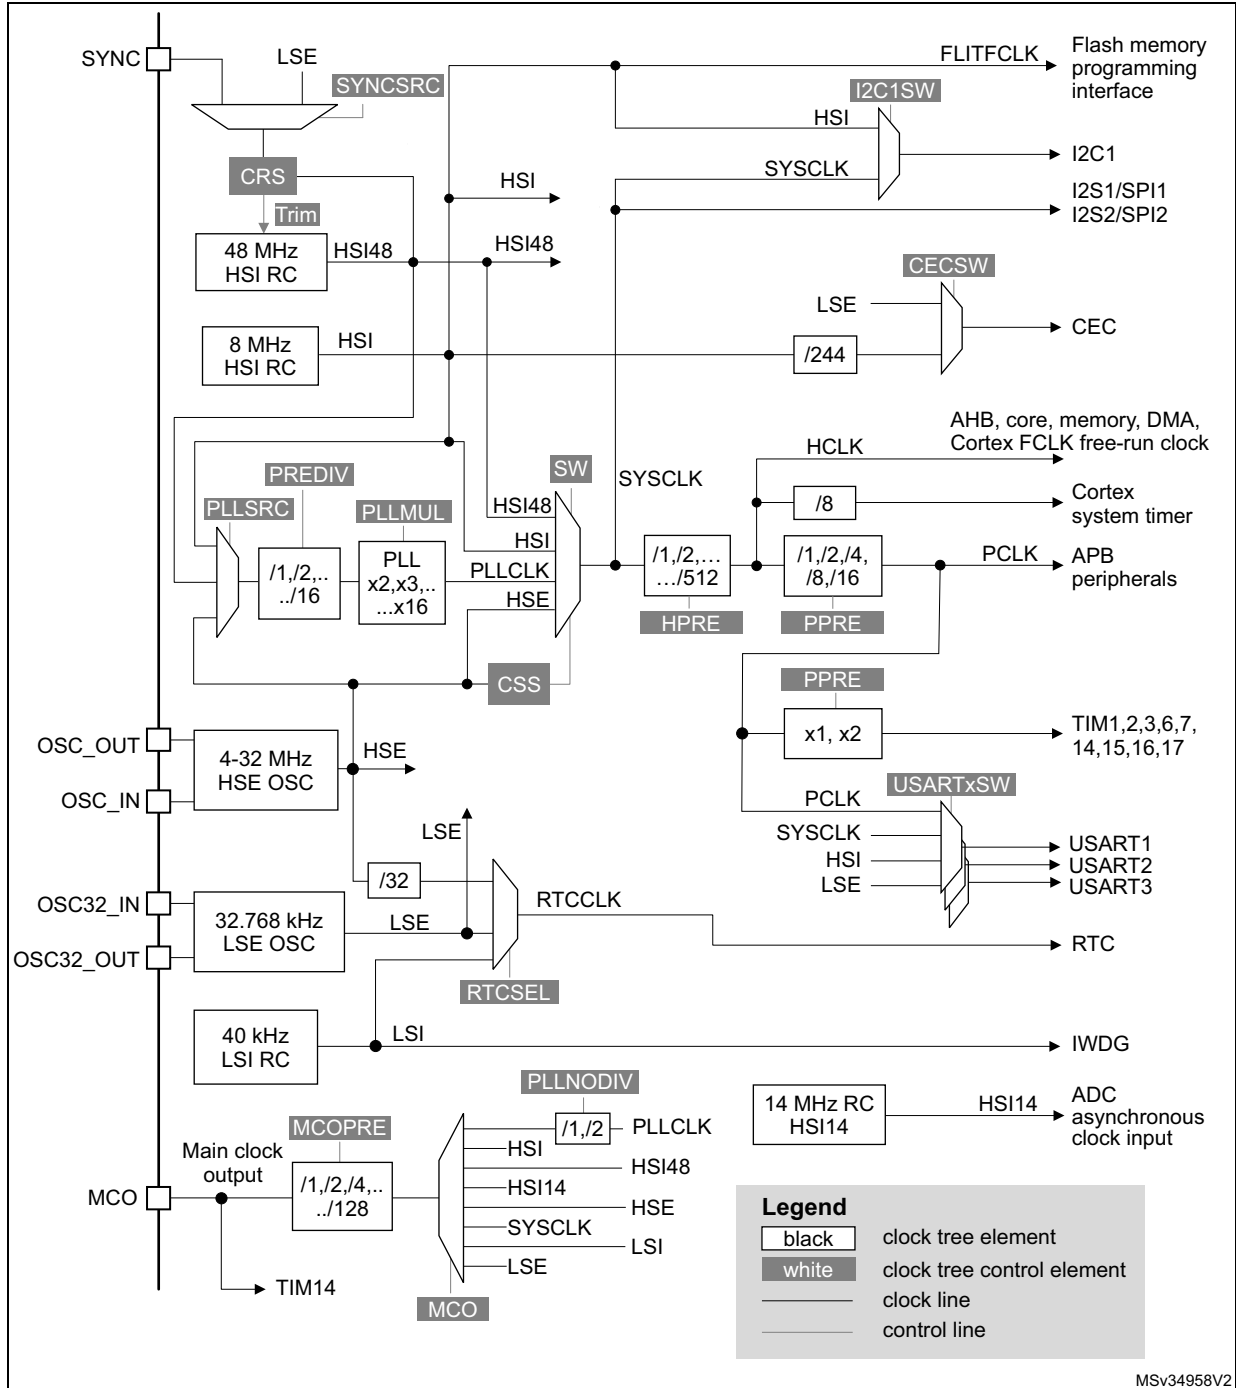 SYNC
LSE
SYNCSRC
CRS
Trim
48 MHz
HSI RC
HSI48
8 MHz
HSI RC
HSI
HSI
HSI48
FLITFCLK
Flash memory
programming
interface
I2C1SW
HSI
SYSCLK
I2C1
I2S1/SPI1
I2S2/SPI2
CECSW
LSE
/244
CEC
AHB, core, memory, DMA,
Cortex FCLK free-run clock
HCLK
/8
Cortex
system timer
PLLSRC
PREDIV
/1,/2,..
../16
PLLMUL
PLL
x2,x3,..
...x16
SW
HSI48
HSI
PLLCLK
HSE
CSS
SYSCLK
/1,/2,…
…/512
HPRE
/1,/2,/4,
/8,/16
PPRE
PCLK
APB
peripherals
PPRE
x1, x2
TIM1,2,3,6,7,
14,15,16,17
OSC_OUT
OSC_IN
4-32 MHz
HSE OSC
HSE
USARTxSW
PCLK
SYSCLK
HSI
LSE
USART1
USART2
USART3
LSE
/32
OSC32_IN
OSC32_OUT
32.768 kHz
LSE OSC
LSE
RTCCLK
RTC
RTCSEL
40 kHz
LSI RC
LSI
IWDG
PLLNODIV
/1,/2
PLLCLK
14 MHz RC
HSI14
HSI14
ADC
asynchronous
clock input
MCOPRE
Main clock
output
/1,/2,/4,..
../128
MCO
HSI
HSI48
HSI14
HSE
SYSCLK
LSI
LSE
TIM14
MCO
Legend
black
clock tree element
white
clock tree control element
clock line
control line
MSv34958V2